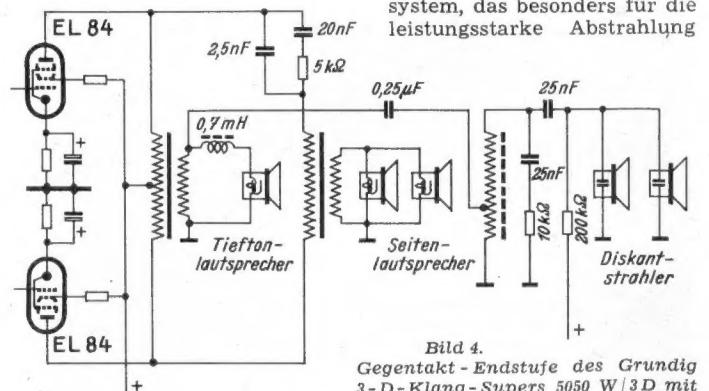 system, das besonders für die
leistungsstarke Abstrahlung
EL 84
2,5nF
20nF
5kΩ
0,7mH
0,25µF
25nF
25nF
10kΩ
200kΩ
Tiefton-
lautsprecher
Seiten-
lautsprecher
Diskant-
strahler
EL 84
+
+
+
+
Bild 4.
Gegentakt-Endstufe des Grundig
3-D-Klang-Supers 5050 W/3D mit